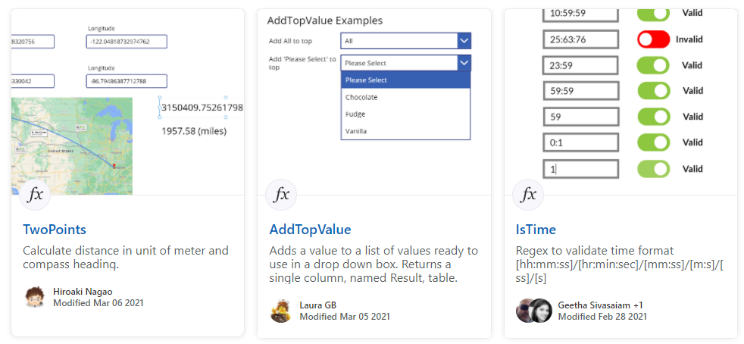 Longitude
8320756
-122.04818732974762
330042
-86.79486387712788
United States
3150409.75261798
1957.58 (miles)
fx
TwoPoints
Calculate distance in unit of meter and
compass heading.
Hiroaki Nagao
Modified Mar 06 2021
AddTopValue Examples
Add All to top
All
Add 'Please Select' to
top
Please Select
Please Select
Chocolate
Fudge
Vanilla
fx
AddTopValue
Adds a value to a list of values ready to
use in a drop down box. Returns a
single column, named Result, table.
Laura GB
Modified Mar 05 2021
10:59:59
Valid
25:63:76
Invalid
23:59
Valid
59:59
Valid
59
Valid
0:1
Valid
1
Valid
fx
IsTime
Regex to validate time format
[hh:mm:ss]/[hr:min:sec]/[mm:ss]/[m:s]/[
ss]/[s]
Geetha Sivasaiam +1
Modified Feb 28 2021